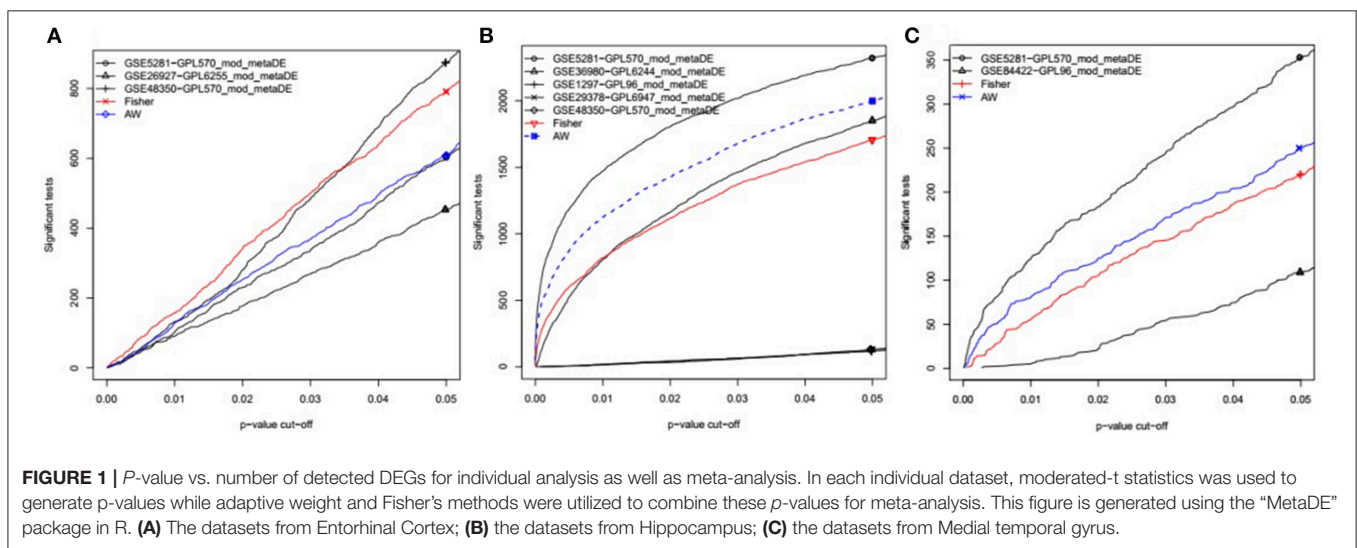 A
GSE5281-GPL570_mod_metaDE
GSE26927-GPL6255_mod_metaDE
GSE48350-GPL570_mod_metaDE
Fisher
AW
Significant tests
800
600
400
200
0
0.00 0.01 0.02 0.03 0.04 0.05
p-value cut-off
B
GSE5281-GPL570_mod_metaDE
GSE36980-GPL6244_mod_metaDE
GSE1297-GPL96_mod_metaDE
GSE29378-GPL6947_mod_metaDE
GSE48350-GPL570_mod_metaDE
Fisher
AW
Significant tests
2000
1500
1000
500
0
0.00 0.01 0.02 0.03 0.04 0.05
p-value cut-off
C
GSE5281-GPL570_mod_metaDE
GSE84422-GPL96_mod_metaDE
Fisher
AW
Significant tests
350
300
250
200
150
100
50
0
0.00 0.01 0.02 0.03 0.04 0.05
p-value cut-off
FIGURE 1 | P-value vs. number of detected DEGs for individual analysis as well as meta-analysis. In each individual dataset, moderated-t statistics was used to
generate p-values while adaptive weight and Fisher's methods were utilized to combine these p-values for meta-analysis. This figure is generated using the "MetaDE"
package in R. (A) The datasets from Entorhinal Cortex; (B) the datasets from Hippocampus; (C) the datasets from Medial temporal gyrus.